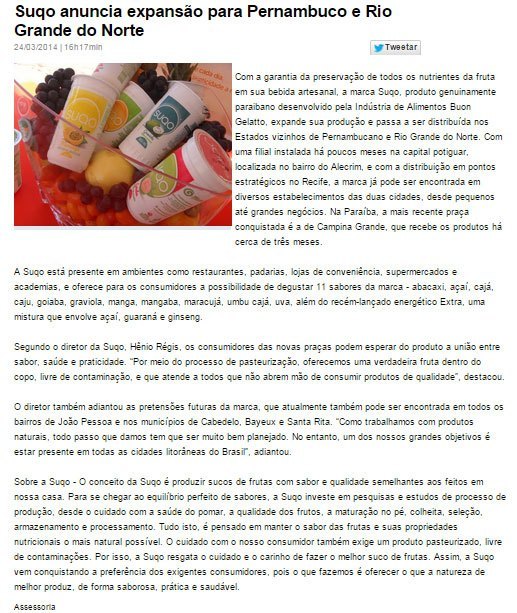 Suqo anuncia expansão para Pernambuco e Rio
Grande do Norte
24/03/2014 | 16h17min
Tweetar
suqo
suqo
Com a garantia da preservação de todos os nutrientes da fruta
em sua bebida artesanal, a marca Suqo, produto genuinamente
paraibano desenvolvido pela Indústria de Alimentos Buon
Gelatto, expande sua produção e passa a ser distribuída nos
Estados vizinhos de Pernambucano e Rio Grande do Norte. Com
uma filial instalada há poucos meses na capital potiguar,
localizada no bairro do Alecrim, e com a distribuição em pontos
estratégicos no Recife, a marca já pode ser encontrada em
diversos estabelecimentos das duas cidades, desde pequenos
até grandes negócios. Na Paraíba, a mais recente praça
conquistada é a de Campina Grande, que recebe os produtos há
cerca de três meses.
A Suqo está presente em ambientes como restaurantes, padarias, lojas de conveniência, supermercados e
academias, e oferece para os consumidores a possibilidade de degustar 11 sabores da marca - abacaxi, açaí, cajá,
caju, goiaba, graviola, manga, mangaba, maracujá, umbu cajá, uva, além do recém-lançado energético Extra, uma
mistura que envolve açaí, guaraná e ginseng.
Segundo o diretor da Suqo, Hênio Régis, os consumidores das novas praças podem esperar do produto a união entre
sabor, saúde e praticidade. “Por meio do processo de pasteurização, oferecemos uma verdadeira fruta dentro do
copo, livre de contaminação, e que atende a todos que não abrem mão de consumir produtos de qualidade”, destacou.
O diretor também adiantou as pretensões futuras da marca, que atualmente também pode ser encontrada em todos os
bairros de João Pessoa e nos municípios de Cabedelo, Bayeux e Santa Rita. “Como trabalhamos com produtos
naturais, todo passo que damos tem que ser muito bem planejado. No entanto, um dos nossos grandes objetivos é
estar presente em todas as cidades litorâneas do Brasil”, adiantou.
Sobre a Suqo - O conceito da Suqo é produzir sucos de frutas com sabor e qualidade semelhantes aos feitos em
nossa casa. Para se chegar ao equilíbrio perfeito de sabores, a Suqo investe em pesquisas e estudos de processo de
produção, desde o cuidado com a saúde do pomar, a qualidade dos frutos, a maturação no pé, colheita, seleção,
armazenamento e processamento. Tudo isto, é pensado em manter o sabor das frutas e suas propriedades
nutricionais o mais natural possível. O cuidado com o nosso consumidor também exige um produto pasteurizado, livre
de contaminações. Por isso, a Suqo resgata o cuidado e o carinho de fazer o melhor suco de frutas. Assim, a Suqo
vem conquistando a preferência dos exigentes consumidores, pois o que fazemos é oferecer o que a natureza de
melhor produz, de forma saborosa, prática e saudável.
Assessoria